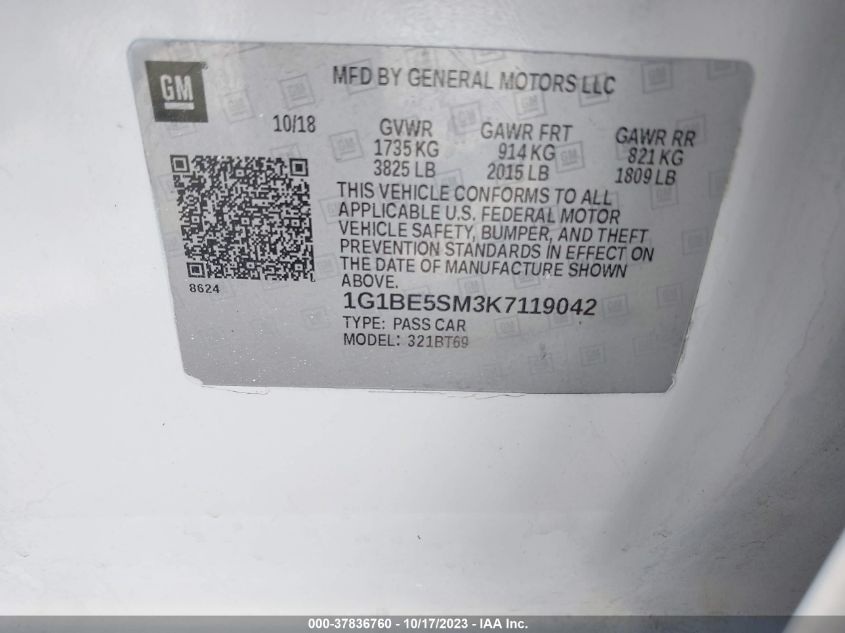 GM
MFD BY GENERAL MOTORS LLC
10/18
GVWR
1735 KG
3825 LB
GAWR FRT
914 KG
2015 LB
GAWR RR
821 KG
1809 LB
THIS VEHICLE CONFORMS TO ALL
APPLICABLE U.S. FEDERAL MOTOR
VEHICLE SAFETY, BUMPER, AND THEFT
PREVENTION STANDARDS IN EFFECT ON
THE DATE OF MANUFACTURE SHOWN
ABOVE.
8624
1G1BE5SM3K7119042
TYPE: PASS CAR
MODEL: 321BT69
000-37836760 - 10/17/2023 - IAAI Inc.